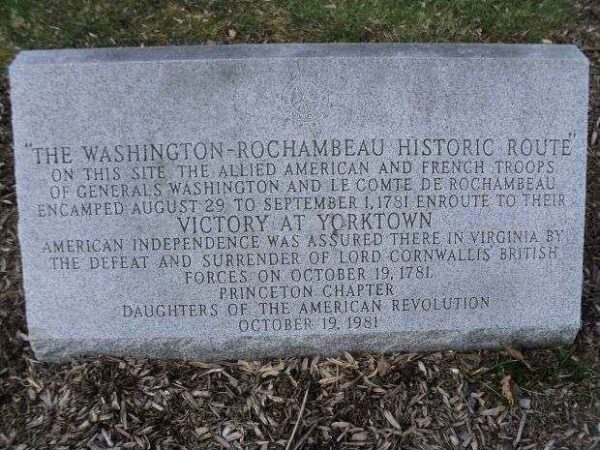 "THE WASHINGTON-ROCHAMBEAU HISTORIC ROUTE"
ON THIS SITE THE ALLIED AMERICAN AND FRENCH TROOPS
OF GENERALS WASHINGTON AND LE COMTE DE ROCHAMBEAU
ENCAMPED AUGUST 29 TO SEPTEMBER 1, 1781 ENROUTE TO THEIR
VICTORY AT YORKTOWN
AMERICAN INDEPENDENCE WAS ASSURED THERE IN VIRGINIA BY
THE DEFEAT AND SURRENDER OF LORD CORNWALLIS' BRITISH
FORCES ON OCTOBER 19, 1781.
PRINCETON CHAPTER
DAUGHTERS OF THE AMERICAN REVOLUTION
OCTOBER 19, 1981